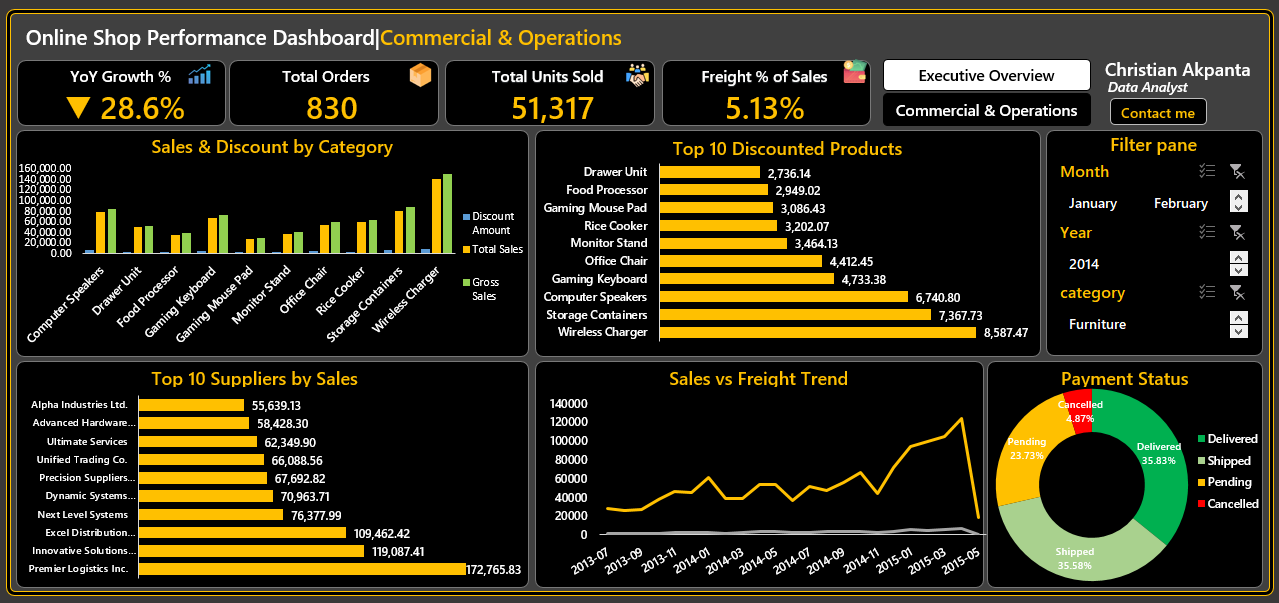 Online Shop Performance Dashboard|Commercial & Operations
YoY Growth %
▼ 28.6%
Total Orders
830
Total Units Sold
51,317
Freight % of Sales
5.13%
Executive Overview
Commercial & Operations
Christian Akpanta
Data Analyst
Contact me
Sales & Discount by Category
160,000.00
140,000.00
120,000.00
100,000.00
80,000.00
60,000.00
40,000.00
20,000.00
0.00
Computer Speakers
Drawer Unit
Food Processor
Gaming Keyboard
Gaming Mouse Pad
Monitor Stand
Office Chair
Rice Cooker
Storage Containers
Wireless Charger
Discount
Amount
Total Sales
Gross
Sales
Top 10 Discounted Products
Drawer Unit 2,736.14
Food Processor 2,949.02
Gaming Mouse Pad 3,086.43
Rice Cooker 3,202.07
Monitor Stand 3,464.13
Office Chair 4,412.45
Gaming Keyboard 4,733.38
Computer Speakers 6,740.80
Storage Containers 7,367.73
Wireless Charger 8,587.47
Filter pane
Month
January February
Year
2014
category
Furniture
Top 10 Suppliers by Sales
Alpha Industries Ltd. 55,639.13
Advanced Hardware... 58,428.30
Ultimate Services 62,349.90
Unified Trading Co. 66,088.56
Precision Suppliers... 67,692.82
Dynamic Systems... 70,963.71
Next Level Systems 76,377.99
Excel Distribution... 109,462.42
Innovative Solutions... 119,087.41
Premier Logistics Inc. 172,765.83
Sales vs Freight Trend
140000
120000
100000
80000
60000
40000
20000
0
2013-07
2013-09
2013-11
2014-01
2014-03
2014-05
2014-07
2014-09
2014-11
2015-01
2015-03
2015-05
Payment Status
Cancelled
4.87%
Pending
23.73%
Delivered
35.83%
Shipped
35.58%
Delivered
Shipped
Pending
Cancelled